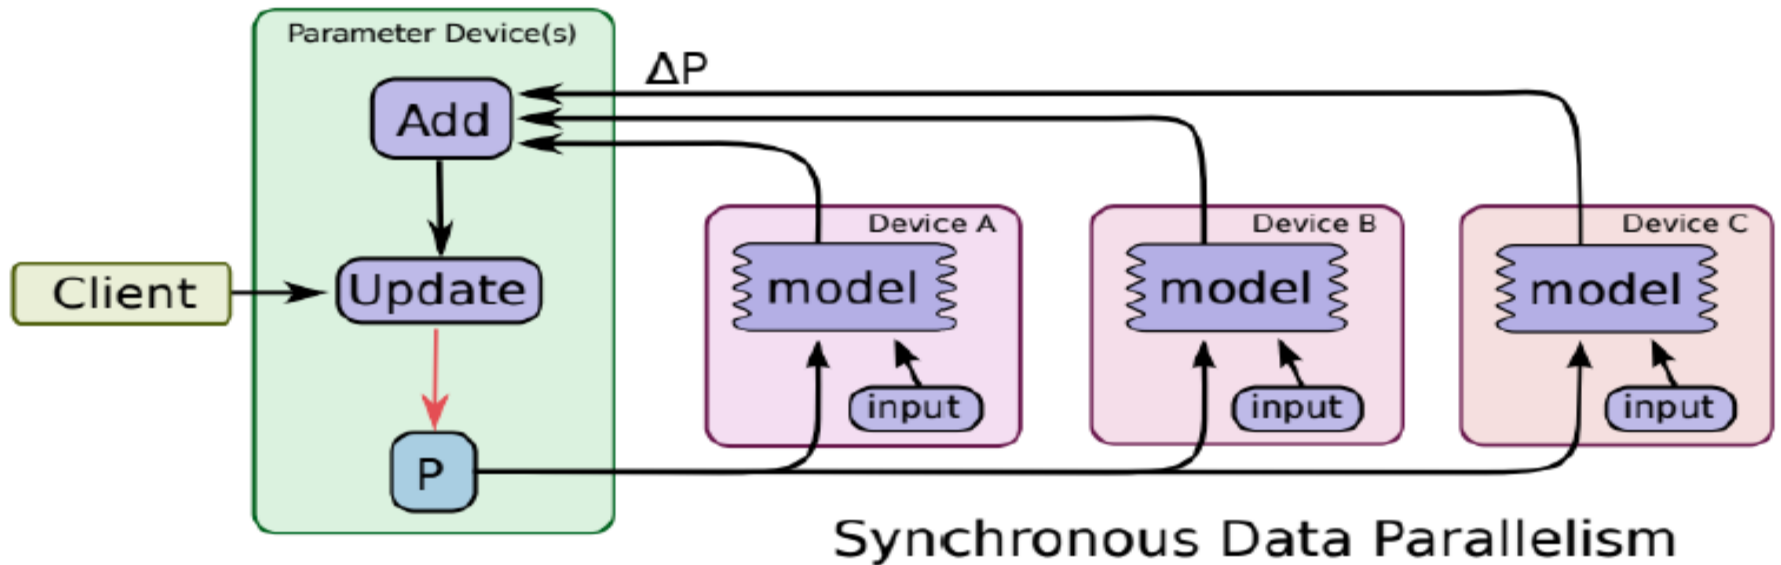 Parameter Device(s)
ΔP
Add
Device A
Device B
Device C
Client
Update
model
model
model
input
input
input
P
Synchronous Data Parallelism